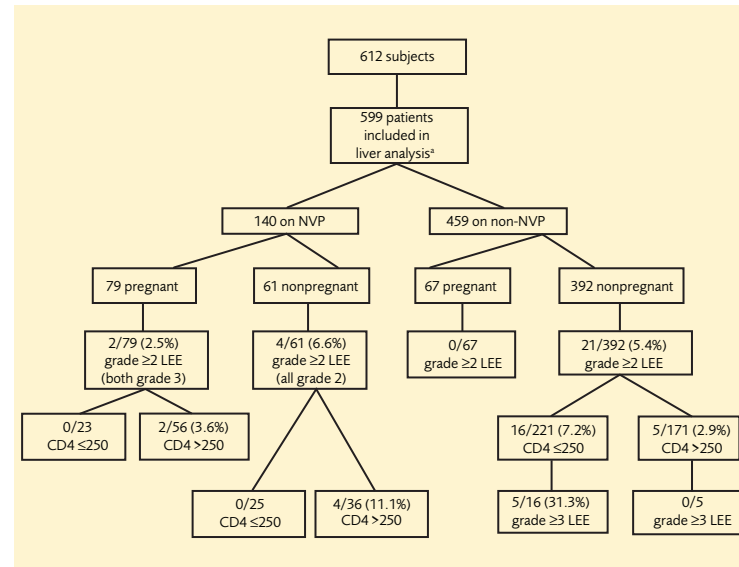 612 subjects
599 patients
included in
liver analysisᵃ
140 on NVP
459 on non-NVP
79 pregnant
61 nonpregnant
67 pregnant
392 nonpregnant
2/79 (2.5%)
grade ≥2 LEE
(both grade 3)
4/61 (6.6%)
grade ≥2 LEE
(all grade 2)
0/67
grade ≥2 LEE
21/392 (5.4%)
grade ≥2 LEE
0/23
CD4 ≤250
2/56 (3.6%)
CD4 >250
16/221 (7.2%)
CD4 ≤250
5/171 (2.9%)
CD4 >250
0/25
CD4 ≤250
4/36 (11.1%)
CD4 >250
5/16 (31.3%)
grade ≥3 LEE
0/5
grade ≥3 LEE